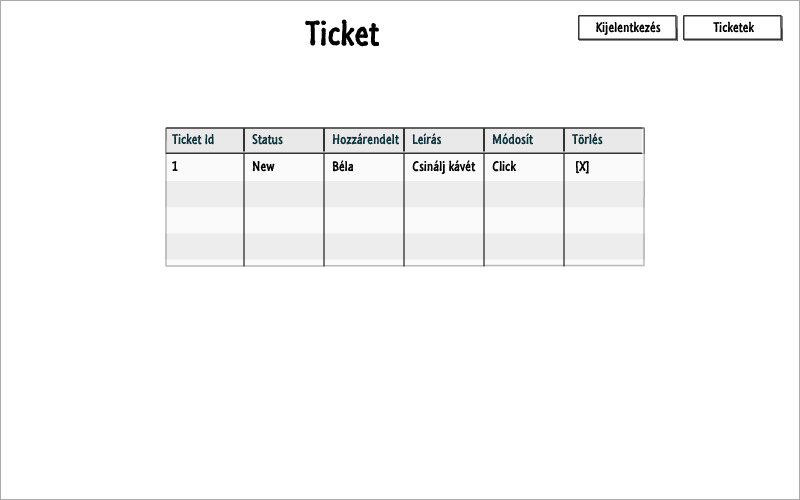 Ticket
Kijelentkezés Ticketek
Ticket Id Status Hozzárendelt Leírás Módosít Törlés
1 New Béla Csinálj kávét Click [X]